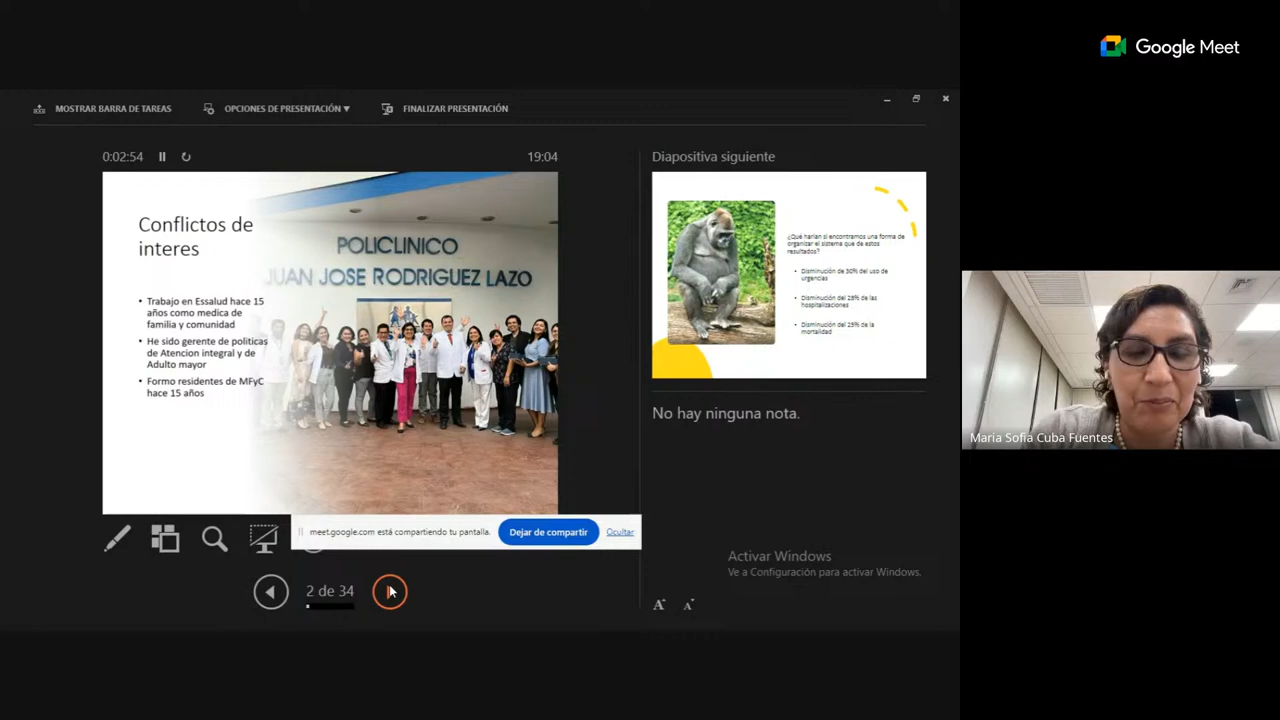 Google Meet
MOSTRAR BARRA DE TAREAS
OPCIONES DE PRESENTACIÓN ▼
FINALIZAR PRESENTACIÓN
0:02:54
19:04
Conflictos de
interes
• Trabajo en Essalud hace 15
años como medica de
familia y comunidad
• He sido gerente de politicas
de Atencion integral y de
Adulto mayor
• Formo residentes de MFyC
hace 15 años
POLICLINICO
JUAN JOSE RODRIGUEZ LAZO
Diapositiva siguiente
¿Qué harían si encontramos una forma de
organizar el sistema que de estos
resultados?
• Disminución de 30% del uso de
urgencias
• Disminución del 28% de las
hospitalizaciones
• Disminución del 25% de la
mortalidad
No hay ninguna nota.
meet.google.com está compartiendo tu pantalla.
Dejar de compartir
Ocultar
2 de 34
Activar Windows
Ve a Configuración para activar Windows.
A
A
Maria Sofia Cuba Fuentes